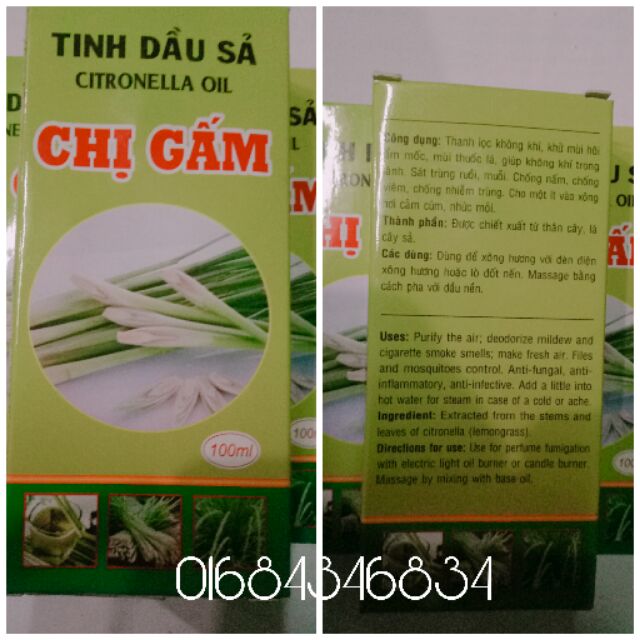 TINH DẦU SẢ
CITRONELLA OIL
CHỊ GẤM
100ml
Công dụng: Thanh lọc không khí, khử mùi hôi
ẩm mốc, mùi thuốc lá, giúp không khí trong
lành. Sát trùng ruồi, muỗi. Chống nấm, chống
viêm, chống nhiễm trùng. Cho một ít vào xông
hơi cảm cúm, nhức mỏi.
Thành phần: Được chiết xuất từ thân cây, lá
cây sả.
Các dùng: Dùng để xông hương với đèn điện
xông hương hoặc lò đốt nến. Massage bằng
cách pha với dầu nền.
Uses: Purify the air; deodorize mildew and
cigarette smoke smells; make fresh air. Files
and mosquitoes control. Anti-fungal, anti-
inflammatory, anti-infective. Add a little into
hot water for steam in case of a cold or ache.
Ingredient: Extracted from the stems and
leaves of citronella (lemongrass).
Directions for use: Use for perfume fumigation
with electric light oil burner or candle burner.
Massage by mixing with base oil.
01684346834